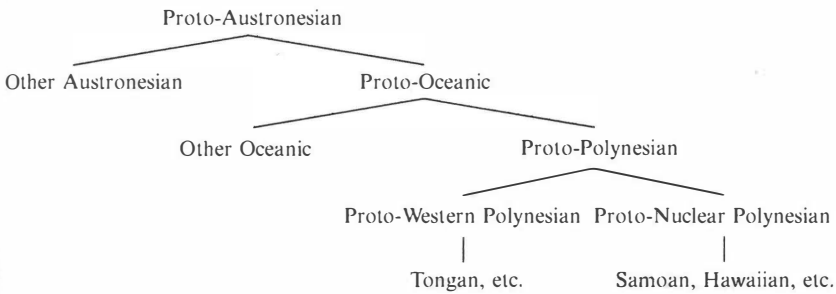 Proto-Austronesian
Other Austronesian Proto-Oceanic
Other Oceanic Proto-Polynesian
Proto-Western Polynesian Proto-Nuclear Polynesian
Tongan, etc. Samoan, Hawaiian, etc.